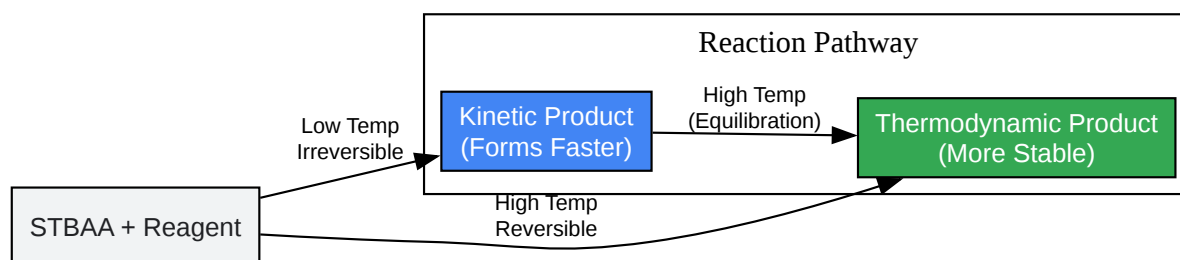 Reaction Pathway
Kinetic Product
(Forms Faster)
High Temp
(Equilibration)
Thermodynamic Product
(More Stable)
Low Temp
Irreversible
STBAA + Reagent
High Temp
Reversible